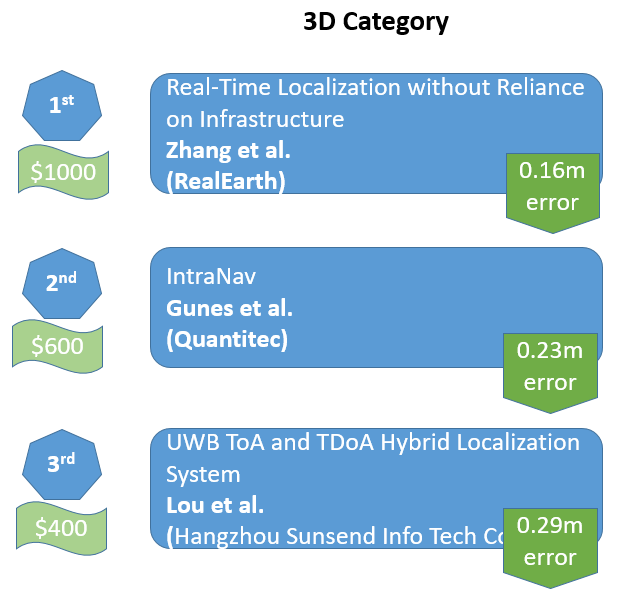 3D Category
1st
$1000
Real-Time Localization without Reliance
on Infrastructure
Zhang et al.
(RealEarth)
0.16m
error
2nd
$600
IntraNav
Gunes et al.
(Quantitec)
0.23m
error
3rd
$400
UWB ToA and TDoA Hybrid Localization
System
Lou et al.
(Hangzhou Sunsend Info Tech
0.29m
error